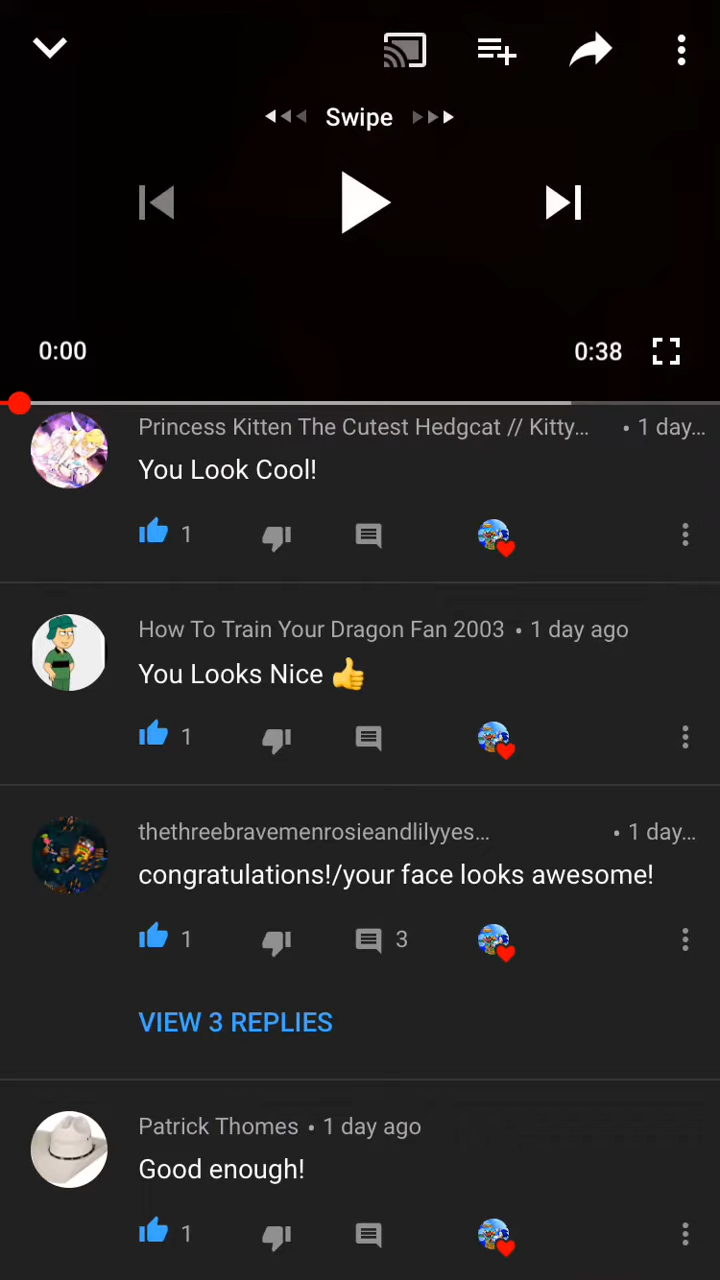 Swipe
0:00
0:38
Princess Kitten The Cutest Hedgcat // Kitty... • 1 day...
You Look Cool!
1
How To Train Your Dragon Fan 2003 • 1 day ago
You Looks Nice 👍
1
thethreebravemenrosieandlilyyes... • 1 day...
congratulations!/your face looks awesome!
1 3
VIEW 3 REPLIES
Patrick Thomes • 1 day ago
Good enough!
1